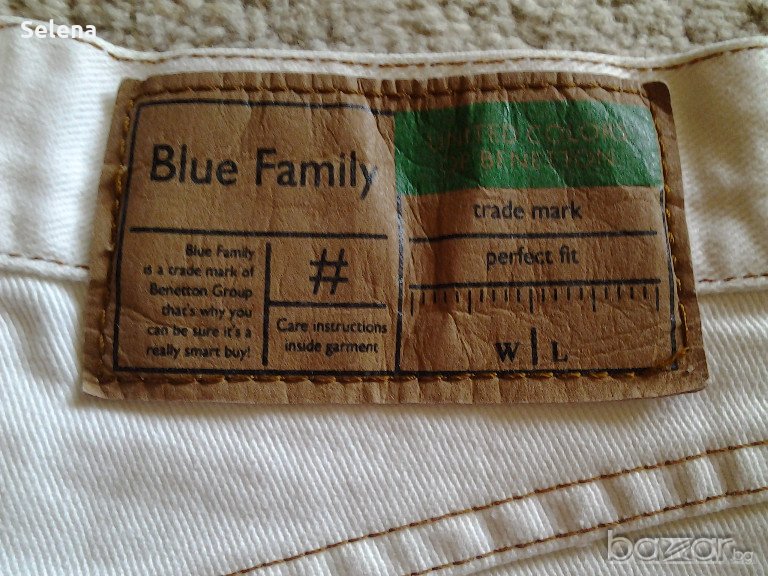 Selena
Blue Family
UNITED COLORS
OF BENETTON
trade mark
perfect fit
Blue Family
is a trade mark of
Benetton Group
that's why you
can be sure it's a
really smart buy!
#
Care instructions
inside garment
W | L
bazar.bg